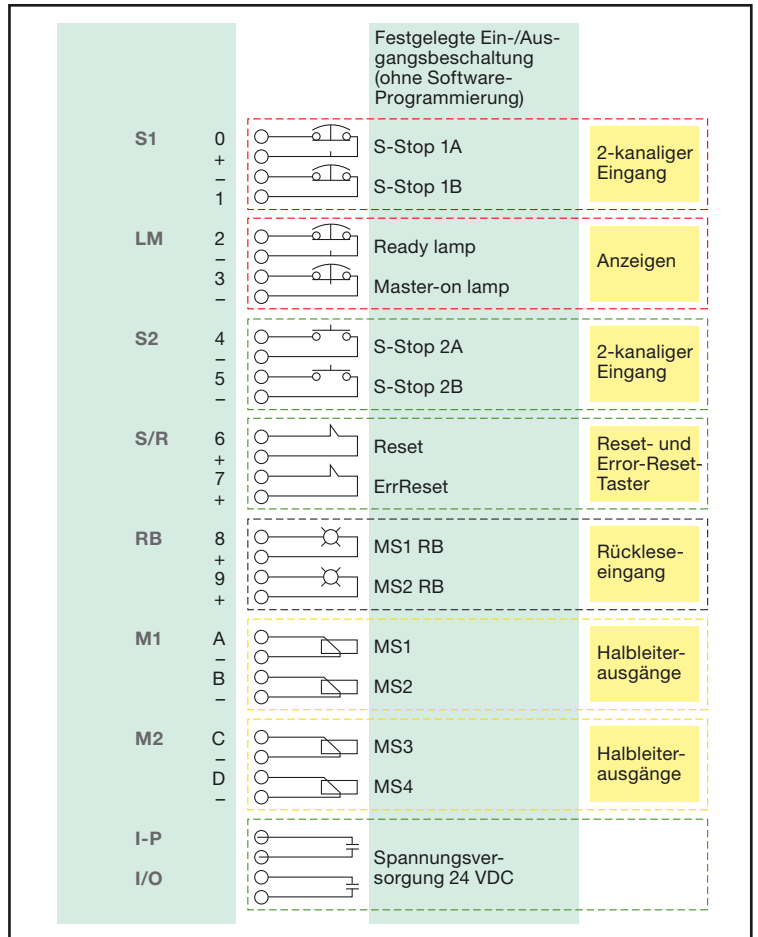 Festgelegte Ein-/Aus-
gangsbeschaltung
(ohne Software-
Programmierung)
S1
0
+
–
1
S-Stop 1A
S-Stop 1B
2-kanaliger
Eingang
LM
2
–
3
–
Ready lamp
Master-on lamp
Anzeigen
S2
4
–
5
–
S-Stop 2A
S-Stop 2B
2-kanaliger
Eingang
S/R
6
+
7
+
Reset
ErrReset
Reset- und
Error-Reset-
Taster
RB
8
+
9
+
MS1 RB
MS2 RB
Rücklese-
eingang
M1
A
–
B
–
MS1
MS2
Halbleiter-
ausgänge
M2
C
–
D
–
MS3
MS4
Halbleiter-
ausgänge
I-P
I/O
Spannungsver-
sorgung 24 VDC